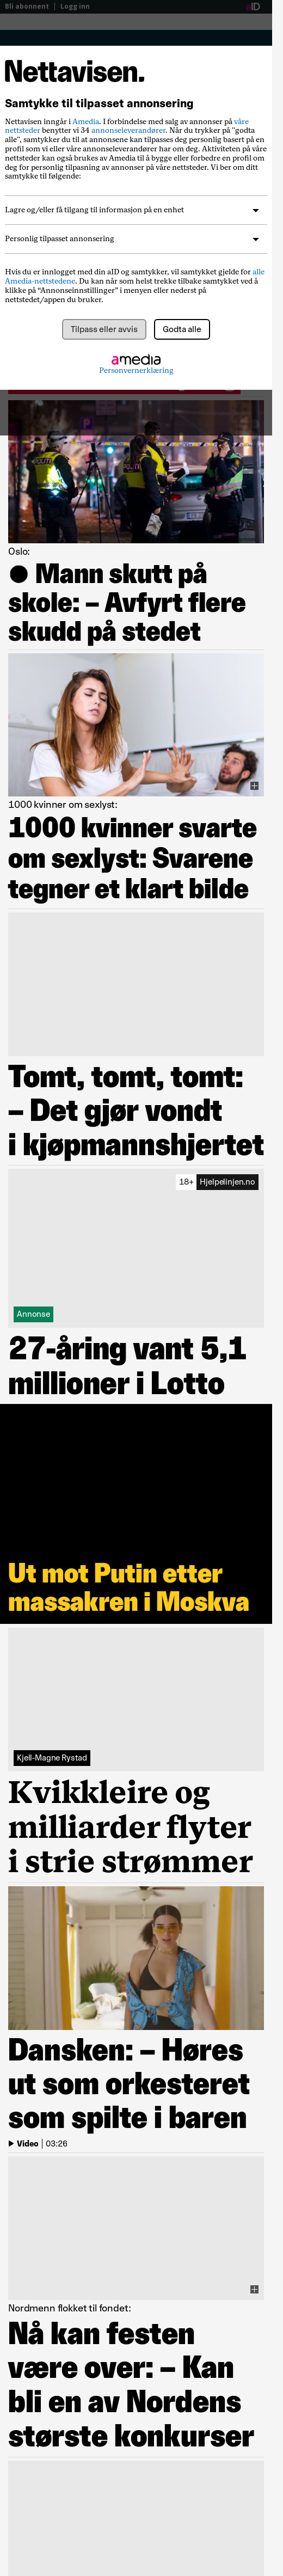 Bli abonnent | Logg inn
aID
Nettavisen.
Samtykke til tilpasset annonsering
Nettavisen inngår i Amedia. I forbindelse med salg av annonser på våre
nettsteder benytter vi 34 annonseleverandører. Når du trykker på "godta
alle", samtykker du til at annonsene kan tilpasses deg personlig basert på en
profil som vi eller våre annonseleverandører har om deg. Aktiviteten på våre
nettsteder kan også brukes av Amedia til å bygge eller forbedre en profil om
deg for personlig tilpasning av annonser på våre nettsteder. Vi ber om ditt
samtykke til følgende:
Lagre og/eller få tilgang til informasjon på en enhet
Personlig tilpasset annonsering
Hvis du er innlogget med din aID og samtykker, vil samtykket gjelde for alle
Amedia-nettstedene. Du kan når som helst trekke tilbake samtykket ved å
klikke på “Annonseinnstillinger” i menyen eller nederst på
nettstedet/appen du bruker.
Tilpass eller avvis
Godta alle
amedia
Personvernerklæring
POLITI
Oslo:
● Mann skutt på
skole: – Avfyrt flere
skudd på stedet
1000 kvinner om sexlyst:
1000 kvinner svarte
om sexlyst: Svarene
tegner et klart bilde
Tomt, tomt, tomt:
– Det gjør vondt
i kjøpmannshjertet
18+ Hjelpelinjen.no
Annonse
27-åring vant 5,1
millioner i Lotto
Ut mot Putin etter
massakren i Moskva
Kjell-Magne Rystad
Kvikkleire og
milliarder flyter
i strie strømmer
Dansken: – Høres
ut som orkesteret
som spilte i baren
Video | 03:26
Nordmenn flokket til fondet:
Nå kan festen
være over: – Kan
bli en av Nordens
største konkurser